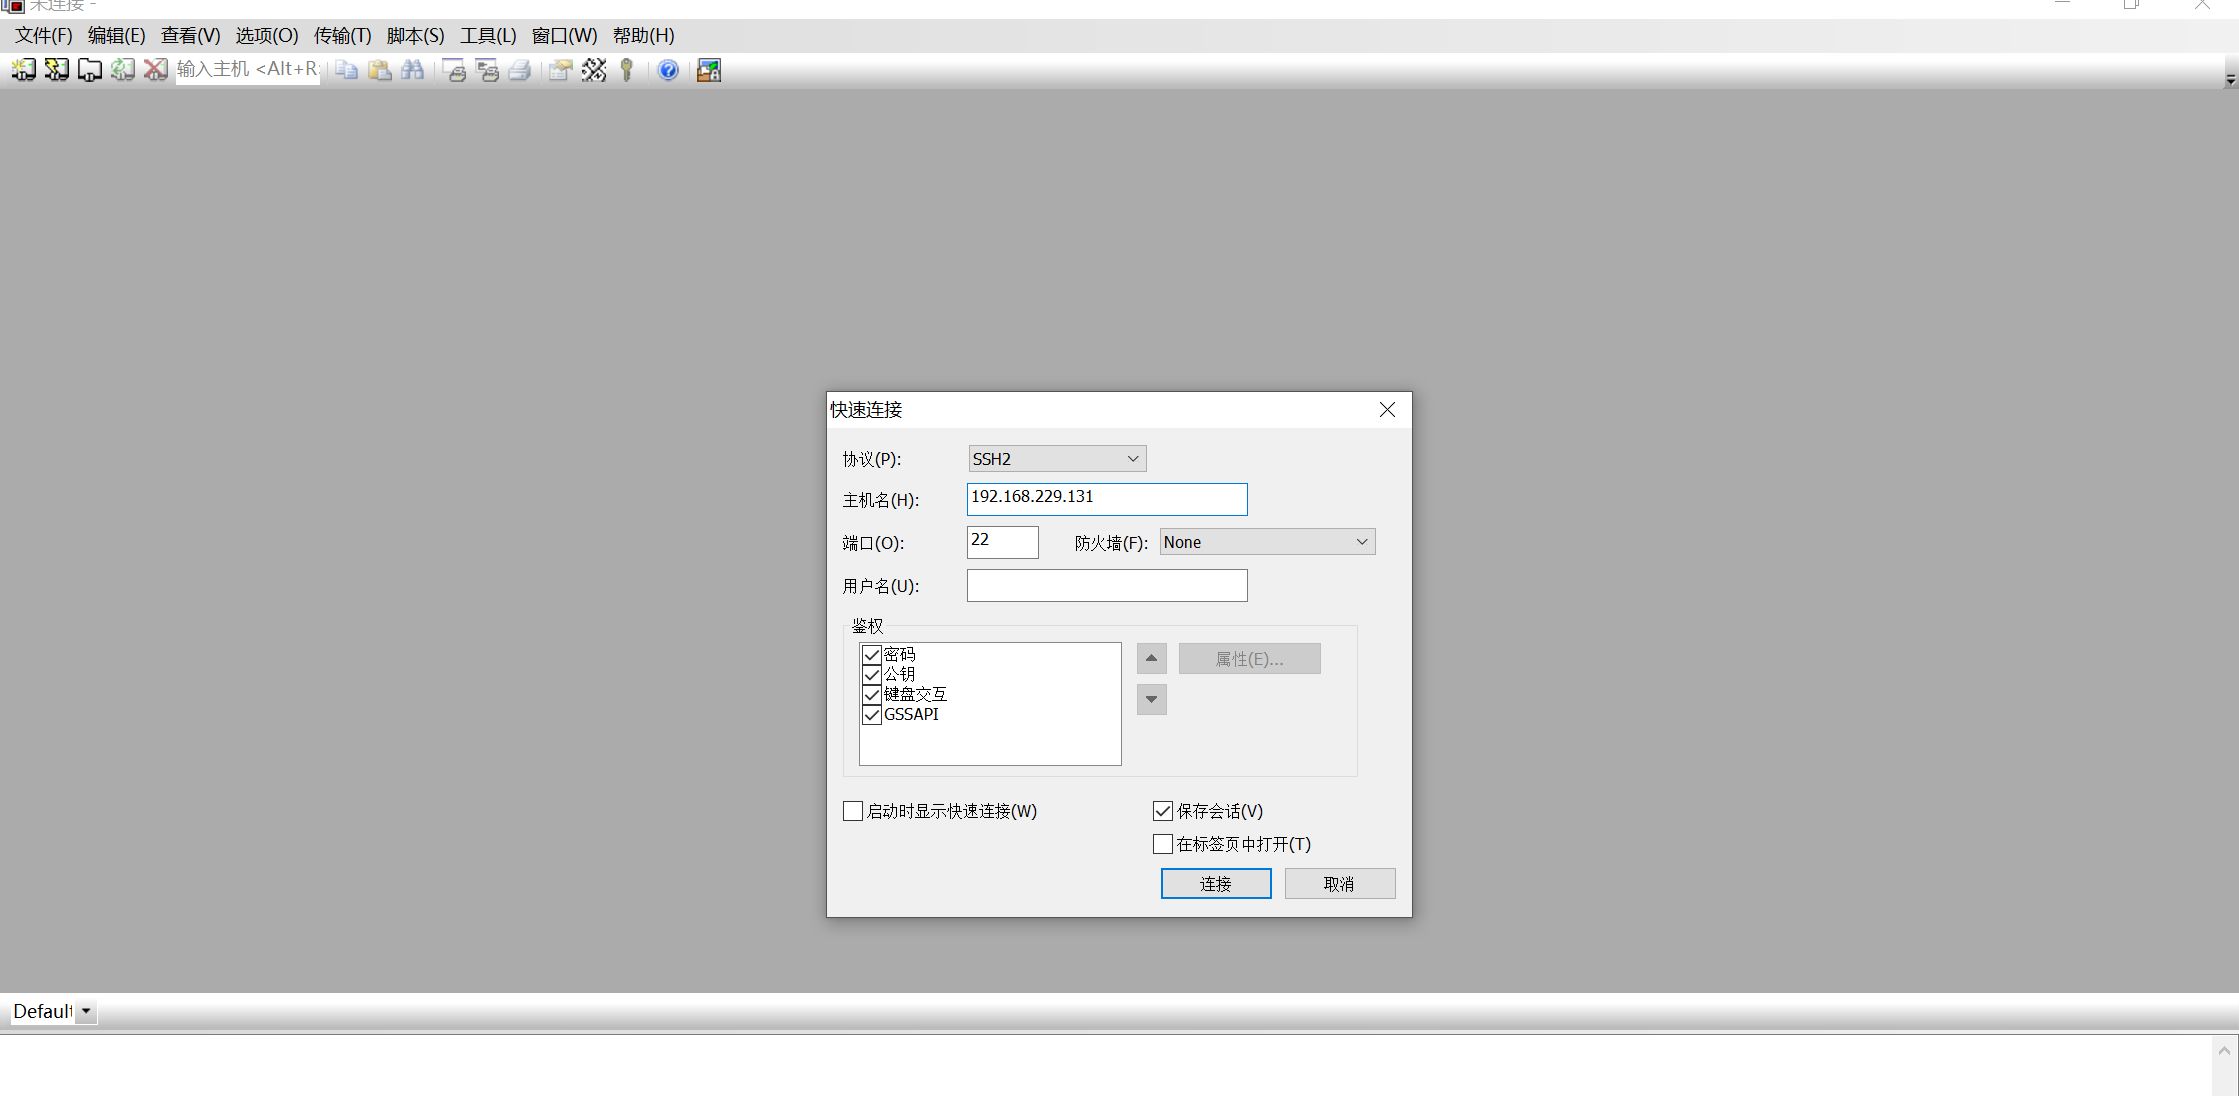 未连接 -
文件(F) 编辑(E) 查看(V) 选项(O) 传输(T) 脚本(S) 工具(L) 窗口(W) 帮助(H)
输入主机 <Alt+R>
快速连接
协议(P): SSH2
主机名(H): 192.168.229.131
端口(O): 22 防火墙(F): None
用户名(U):
鉴权
密码 属性(E)...
公钥
键盘交互
GSSAPI
启动时显示快速连接(W) 保存会话(V)
在标签页中打开(T)
连接 取消
Default